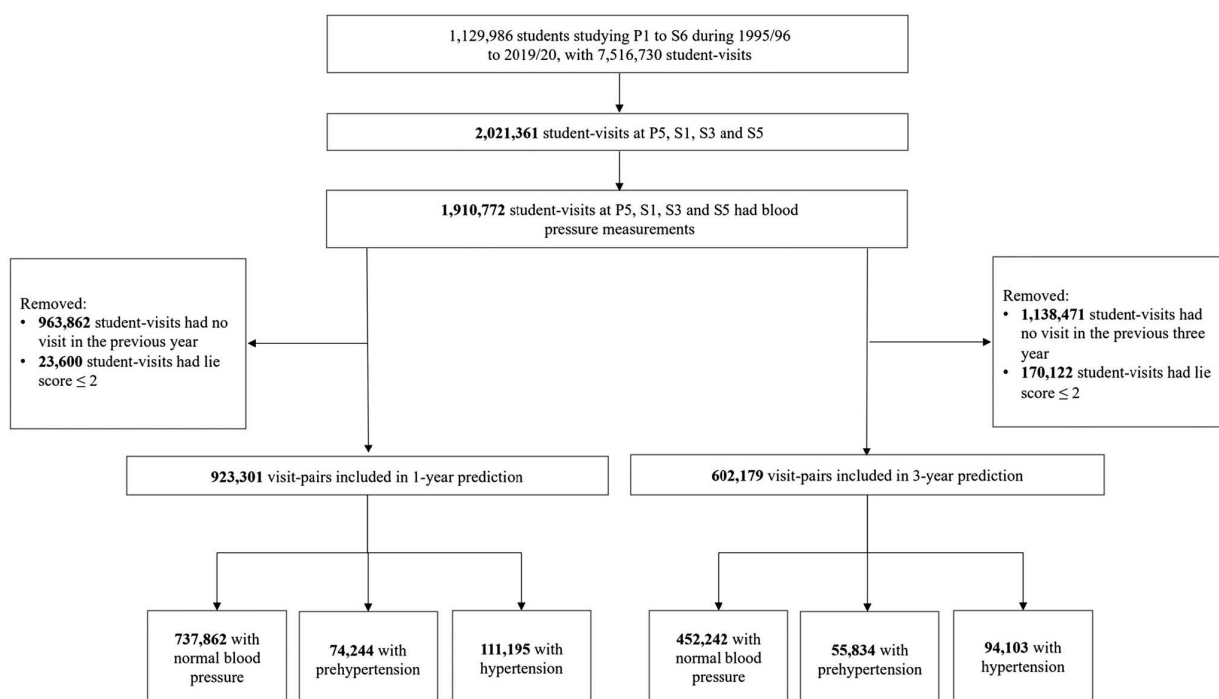 1,129,986 students studying P1 to S6 during 1995/96
to 2019/20, with 7,516,730 student-visits
2,021,361 student-visits at P5, S1, S3 and S5
1,910,772 student-visits at P5, S1, S3 and S5 had blood
pressure measurements
Removed:
• 963,862 student-visits had no
visit in the previous year
• 23,600 student-visits had lie
score ≤ 2
Removed:
• 1,138,471 student-visits had
no visit in the previous three
year
• 170,122 student-visits had lie
score ≤ 2
923,301 visit-pairs included in 1-year prediction
602,179 visit-pairs included in 3-year prediction
737,862 with
normal blood
pressure
74,244 with
prehypertension
111,195 with
hypertension
452,242 with
normal blood
pressure
55,834 with
prehypertension
94,103 with
hypertension